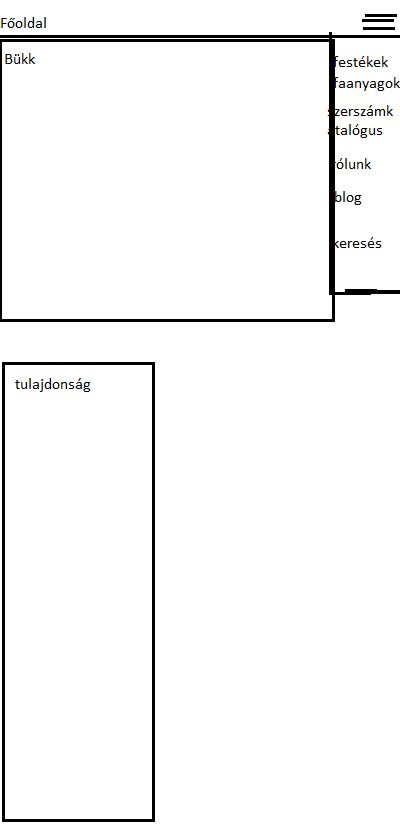 Főoldal
Bükk
festékek
faanyagok
szerszámk
atalógus
rólunk
blog
keresés
tulajdonság